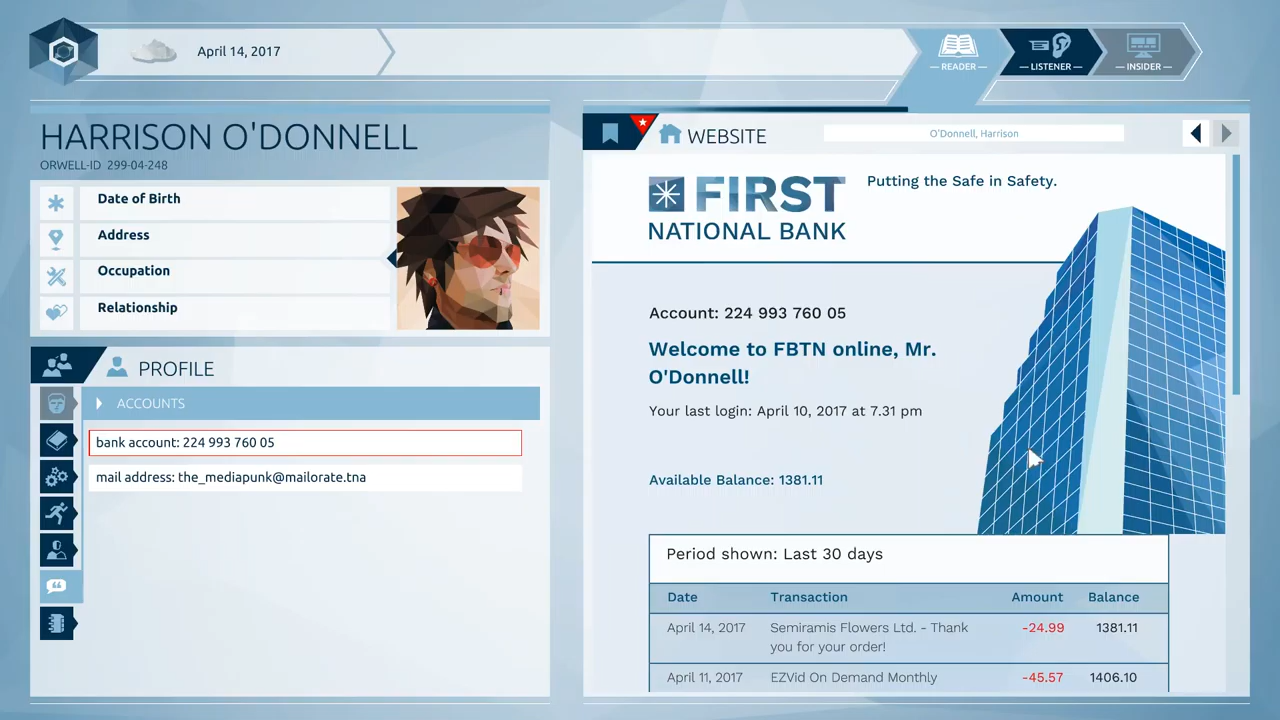 April 14, 2017
— READER —
— LISTENER —
— INSIDER —
HARRISON O'DONNELL
ORWELL-ID 299-04-248
Date of Birth
Address
Occupation
Relationship
PROFILE
ACCOUNTS
bank account: 224 993 760 05
mail address: the_mediapunk@mailorate.tna
WEBSITE
O'Donnell, Harrison
FIRST
NATIONAL BANK
Putting the Safe in Safety.
Account: 224 993 760 05
Welcome to FBTN online, Mr.
O'Donnell!
Your last login: April 10, 2017 at 7.31 pm
Available Balance: 1381.11
Period shown: Last 30 days
Date Transaction Amount Balance
April 14, 2017 Semiramis Flowers Ltd. - Thank -24.99 1381.11
you for your order!
April 11, 2017 EZVid On Demand Monthly -45.57 1406.10